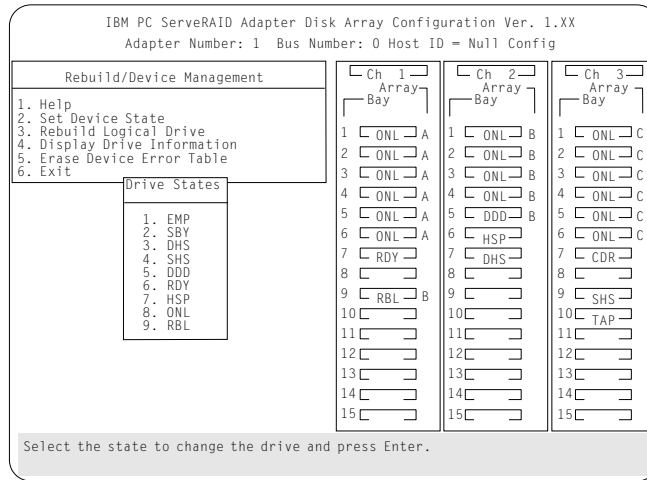 IBM PC ServeRAID Adapter Disk Array Configuration Ver. 1.XX
Adapter Number: 1 Bus Number: 0 Host ID = Null Config
Rebuild/Device Management
1. Help
2. Set Device State
3. Rebuild Logical Drive
4. Display Drive Information
5. Erase Device Error Table
6. Exit
Drive States
1. EMP
2. SBY
3. DHS
4. SHS
5. DDD
6. RDY
7. HSP
8. ONL
9. RBL
Ch 1
Array
Bay
1 ONL A
2 ONL A
3 ONL A
4 ONL A
5 ONL A
6 ONL A
7 RDY
8
9 RBL B
10
11
12
13
14
15
Ch 2
Array
Bay
1 ONL B
2 ONL B
3 ONL B
4 ONL B
5 DDD B
6 HSP
7 DHS
8
9
10
11
12
13
14
15
Ch 3
Array
Bay
1 ONL C
2 ONL C
3 ONL C
4 ONL C
5 ONL C
6 ONL C
7 CDR
8
9 SHS
10 TAP
11
12
13
14
15
Select the state to change the drive and press Enter.